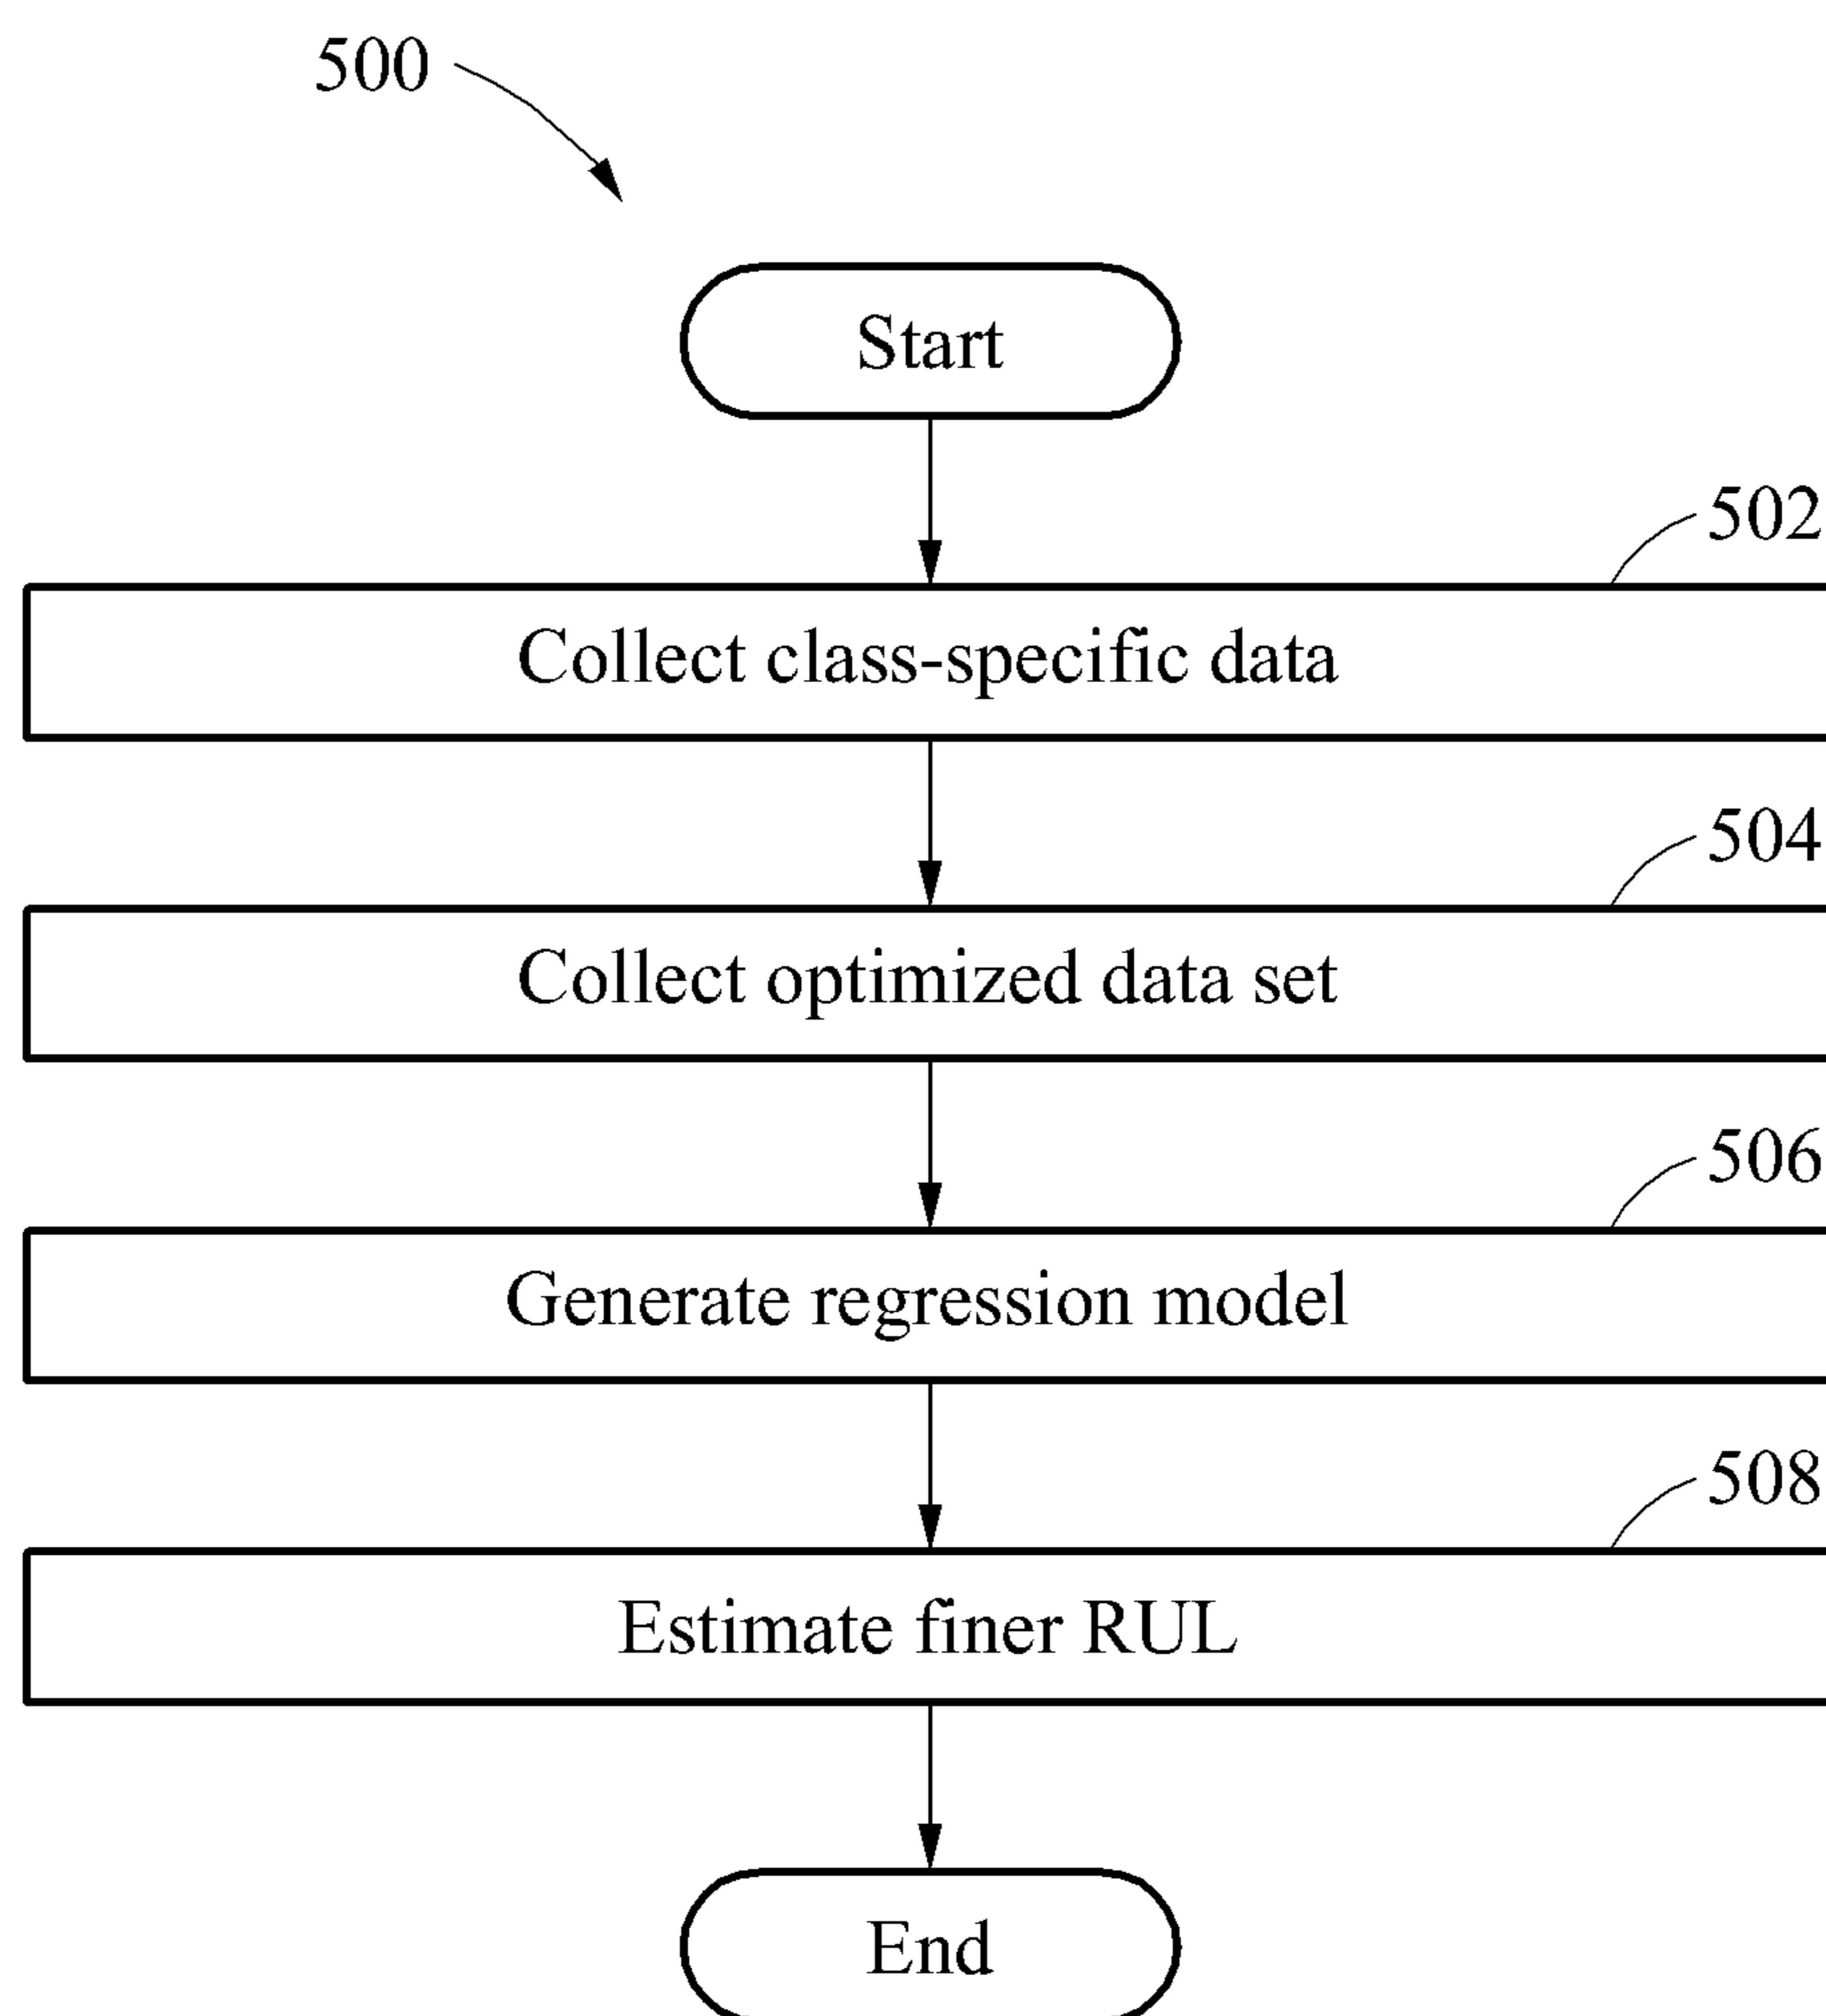 500
Start
502
Collect class-specific data
504
Collect optimized data set
506
Generate regression model
508
Estimate finer RUL
End